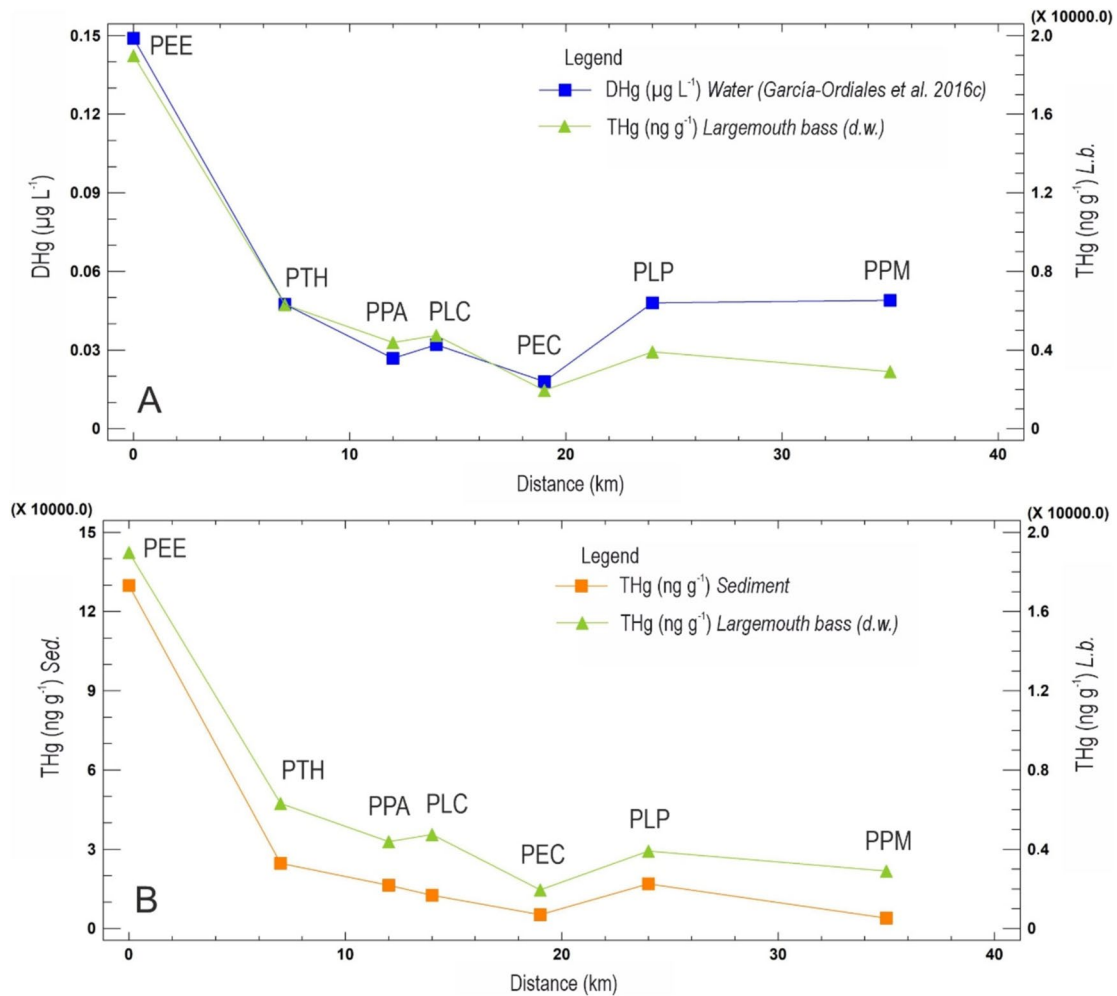 (X 10000.0)
0.15
2.0
PEE
Legend
DHg (µg L-1) Water (García-Ordiales et al. 2016c)
THg (ng g-1) Largemouth bass (d.w.)
0.12
1.6
0.09
1.2
DHg (µg L-1)
THg (ng g-1) L.b.
0.06
0.8
PTH
PPA
PLC
PEC
PLP
PPM
0.03
0.4
A
0
0
0
10
20
30
40
Distance (km)
(X 10000.0)
(X 10000.0)
15
2.0
PEE
Legend
THg (ng g-1) Sediment
THg (ng g-1) Largemouth bass (d.w.)
12
1.6
9
1.2
THg (ng g-1) Sed.
THg (ng g-1) L.b.
6
0.8
PTH
PPA
PLC
PEC
PLP
PPM
3
0.4
B
0
0
0
10
20
30
40
Distance (km)